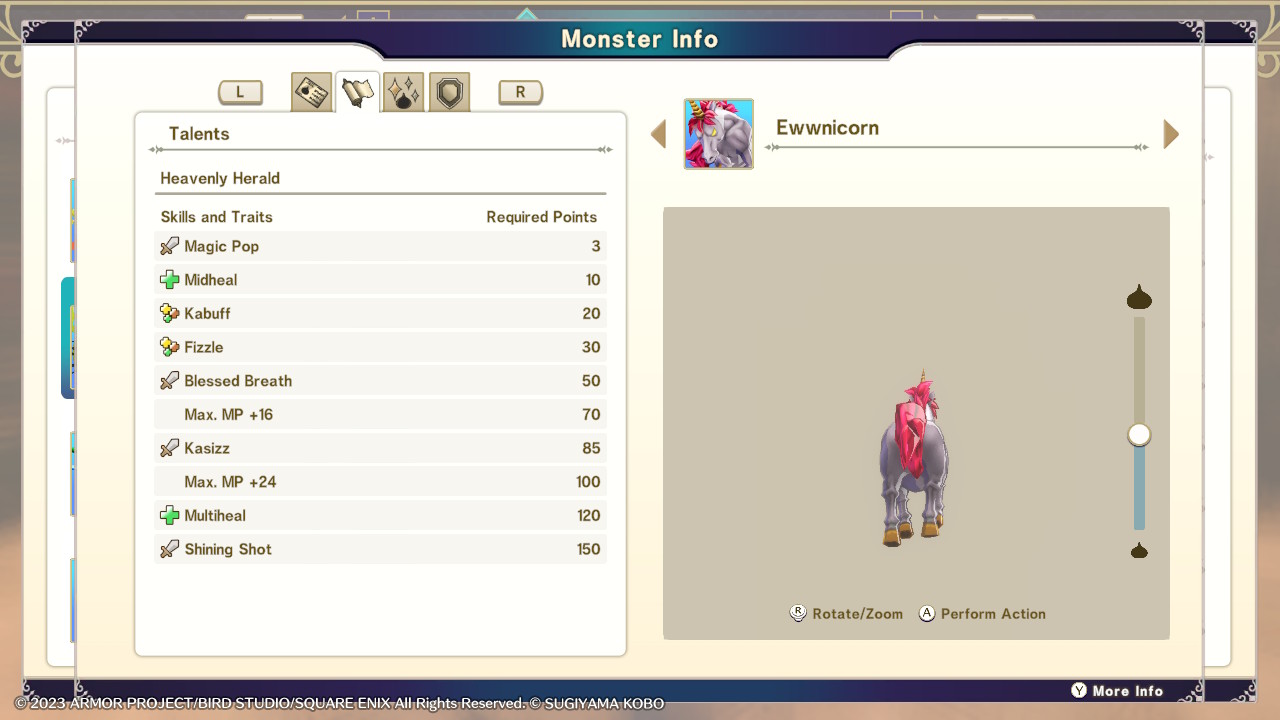 Monster Info
L
R
Talents
Heavenly Herald
Skills and Traits Required Points
Magic Pop 3
Midheal 10
Kabuff 20
Fizzle 30
Blessed Breath 50
Max. MP +16 70
Kasizz 85
Max. MP +24 100
Multiheal 120
Shining Shot 150
Ewwnicorn
R Rotate/Zoom A Perform Action
Y More Info
© 2023 ARMOR PROJECT/BIRD STUDIO/SQUARE ENIX All Rights Reserved. © SUGIYAMA KOBO